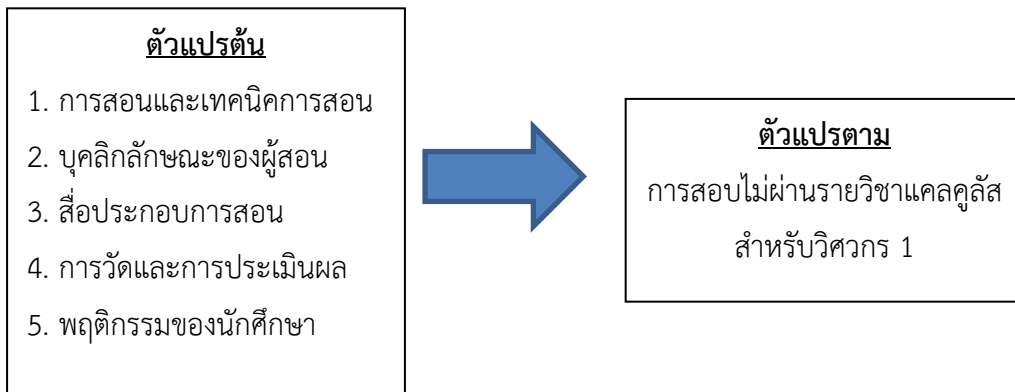 ตัวแปรต้น
1. การสอนและเทคนิคการสอน
2. บุคลิกลักษณะของผู้สอน
3. สื่อประกอบการสอน
4. การวัดและการประเมินผล
5. พฤติกรรมของนักศึกษา
ตัวแปรตาม
การสอบไม่ผ่านรายวิชาแคลคูลัส
สำหรับวิศวกร 1